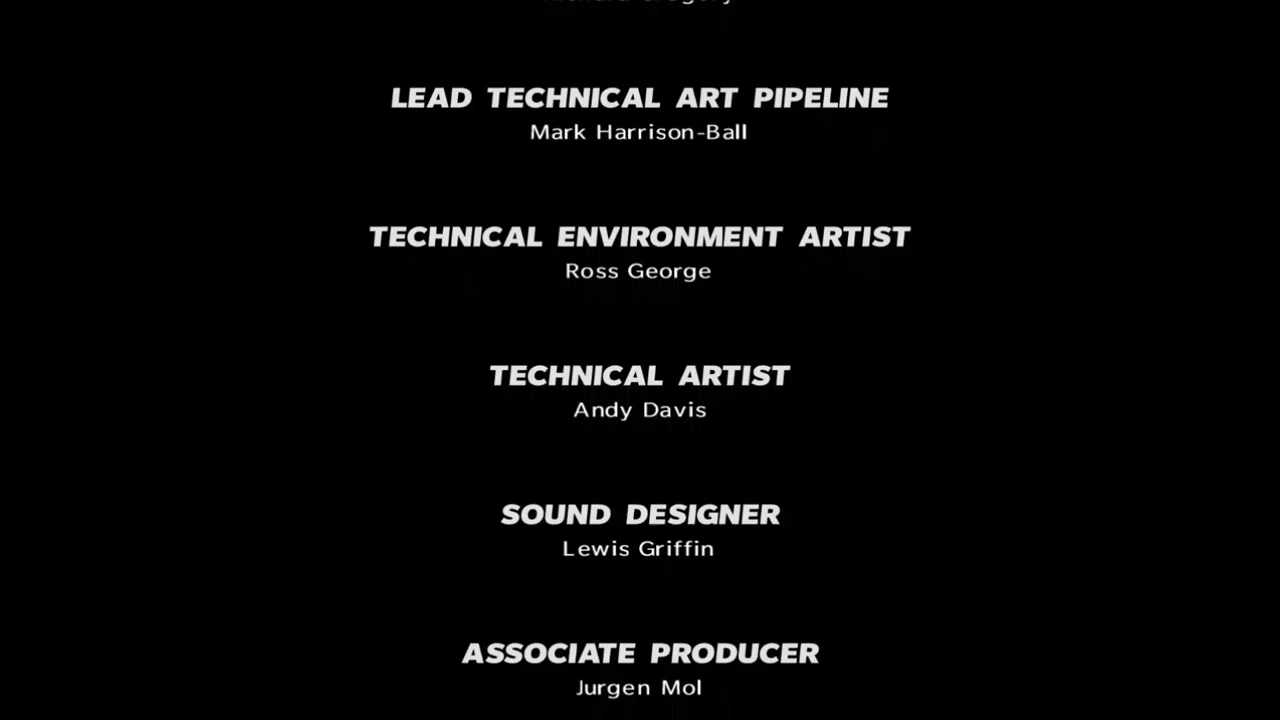 LEAD TECHNICAL ART PIPELINE
Mark Harrison-Ball
TECHNICAL ENVIRONMENT ARTIST
Ross George
TECHNICAL ARTIST
Andy Davis
SOUND DESIGNER
Lewis Griffin
ASSOCIATE PRODUCER
Jurgen Mol